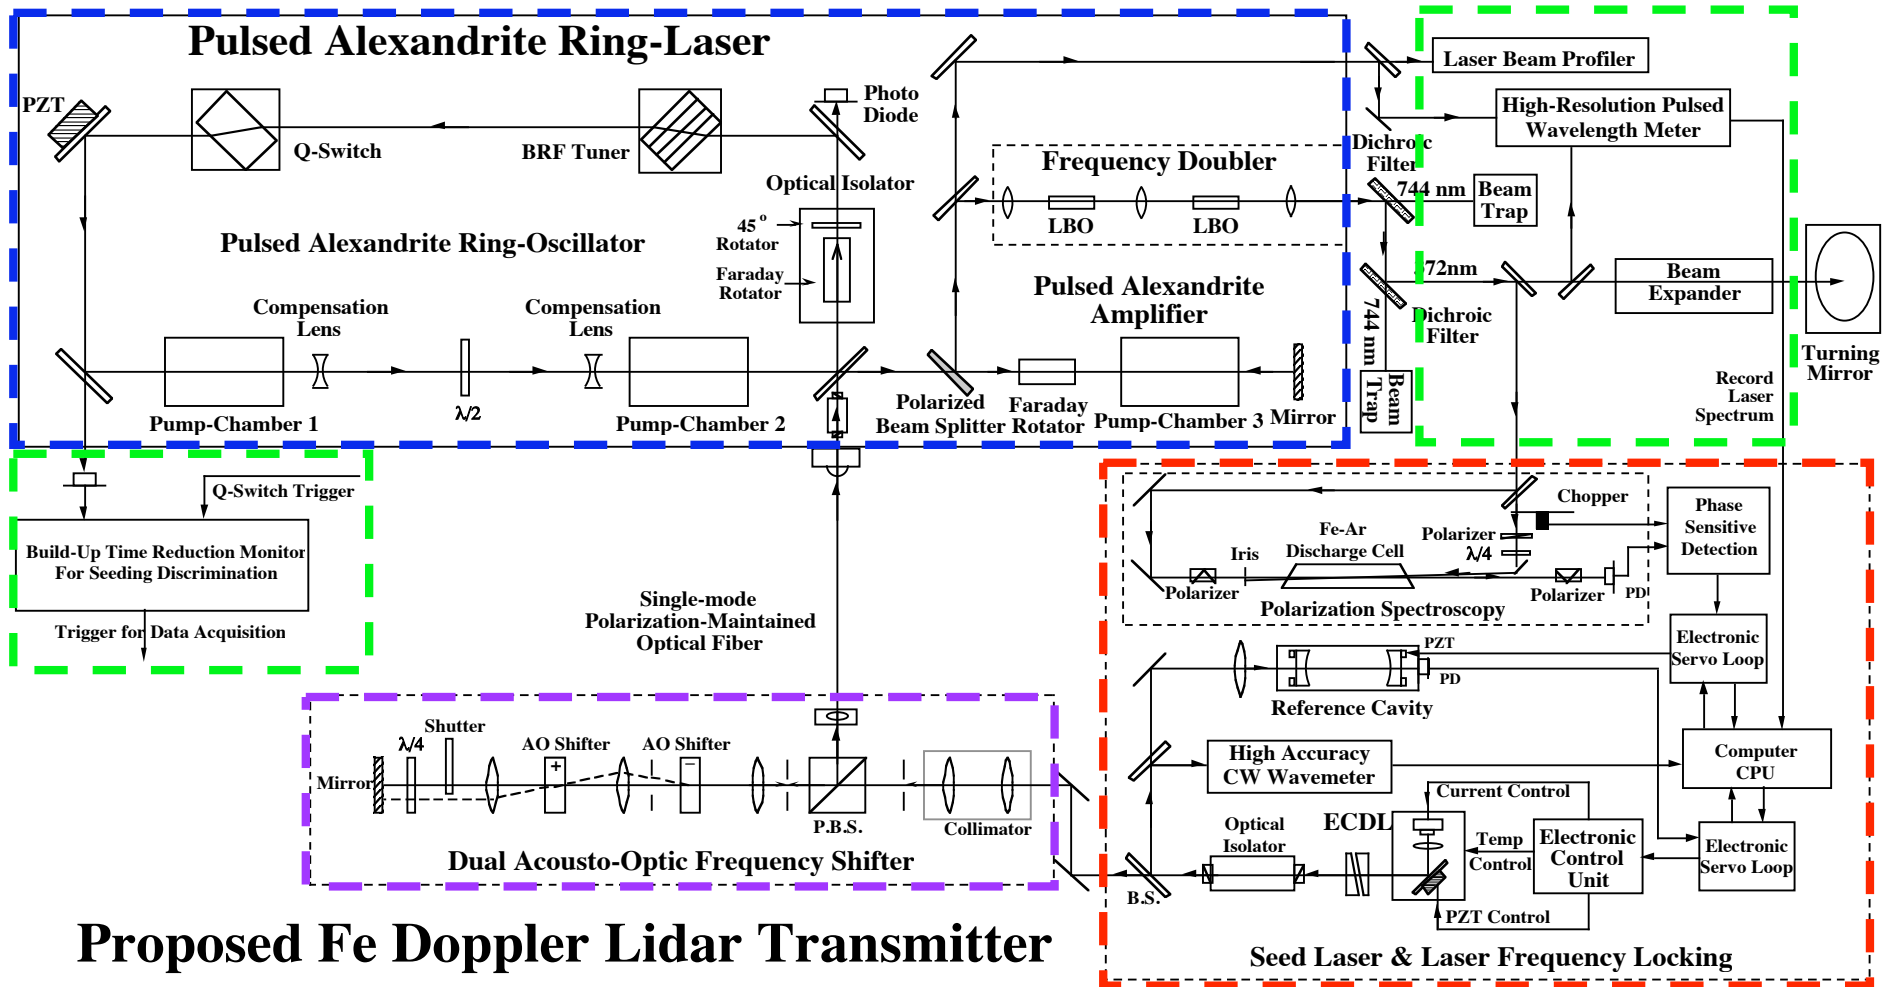 Pulsed Alexandrite Ring-Laser
PZT
Q-Switch
BRF Tuner
Photo
Diode
Optical Isolator
45°
Rotator
Faraday
Rotator
Pulsed Alexandrite Ring-Oscillator
Compensation
Lens
Compensation
Lens
Pump-Chamber 1
λ/2
Pump-Chamber 2
Frequency Doubler
LBO
LBO
Pulsed Alexandrite
Amplifier
Polarized
Beam Splitter
Faraday
Rotator
Pump-Chamber 3
Mirror
Laser Beam Profiler
High-Resolution Pulsed
Wavelength Meter
Dichroic
Filter
744 nm
Beam
Trap
372nm
Dichroic
Filter
744 nm
Beam
Trap
Beam
Expander
Turning
Mirror
Record
Laser
Spectrum
Q-Switch Trigger
Build-Up Time Reduction Monitor
For Seeding Discrimination
Trigger for Data Acquisition
Single-mode
Polarization-Maintained
Optical Fiber
Chopper
Phase
Sensitive
Detection
Fe-Ar
Discharge Cell
Polarizer
λ/4
Iris
Polarizer
Polarizer
PD
Polarization Spectroscopy
Electronic
Servo Loop
PZT
PD
Reference Cavity
High Accuracy
CW Wavemeter
Computer
CPU
Current Control
ECDL
Optical
Isolator
Temp
Control
Electronic
Control
Unit
Electronic
Servo Loop
PZT Control
B.S.
Seed Laser & Laser Frequency Locking
Shutter
λ/4
AO Shifter
AO Shifter
+
−
Mirror
P.B.S.
Collimator
Dual Acousto-Optic Frequency Shifter
Proposed Fe Doppler Lidar Transmitter